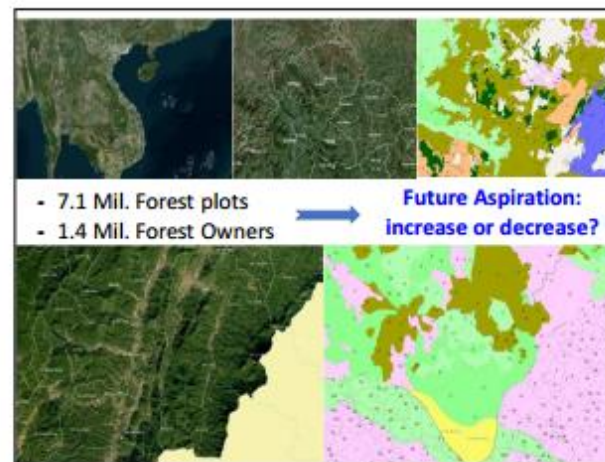 - 7.1 Mil. Forest plots
- 1.4 Mil. Forest Owners
Future Aspiration:
increase or decrease?